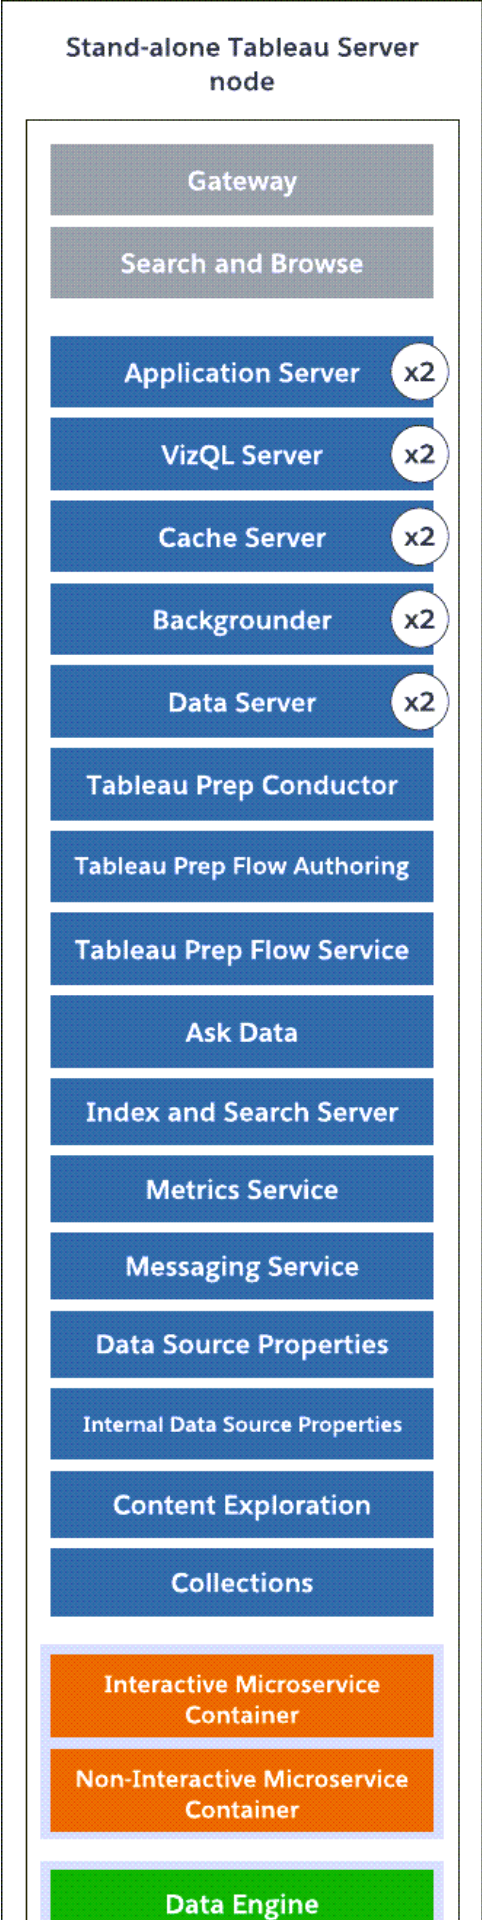 Stand-alone Tableau Server
node
Gateway
Search and Browse
Application Server x2
VizQL Server x2
Cache Server x2
Backgrounder x2
Data Server x2
Tableau Prep Conductor
Tableau Prep Flow Authoring
Tableau Prep Flow Service
Ask Data
Index and Search Server
Metrics Service
Messaging Service
Data Source Properties
Internal Data Source Properties
Content Exploration
Collections
Interactive Microservice
Container
Non-Interactive Microservice
Container
Data Engine